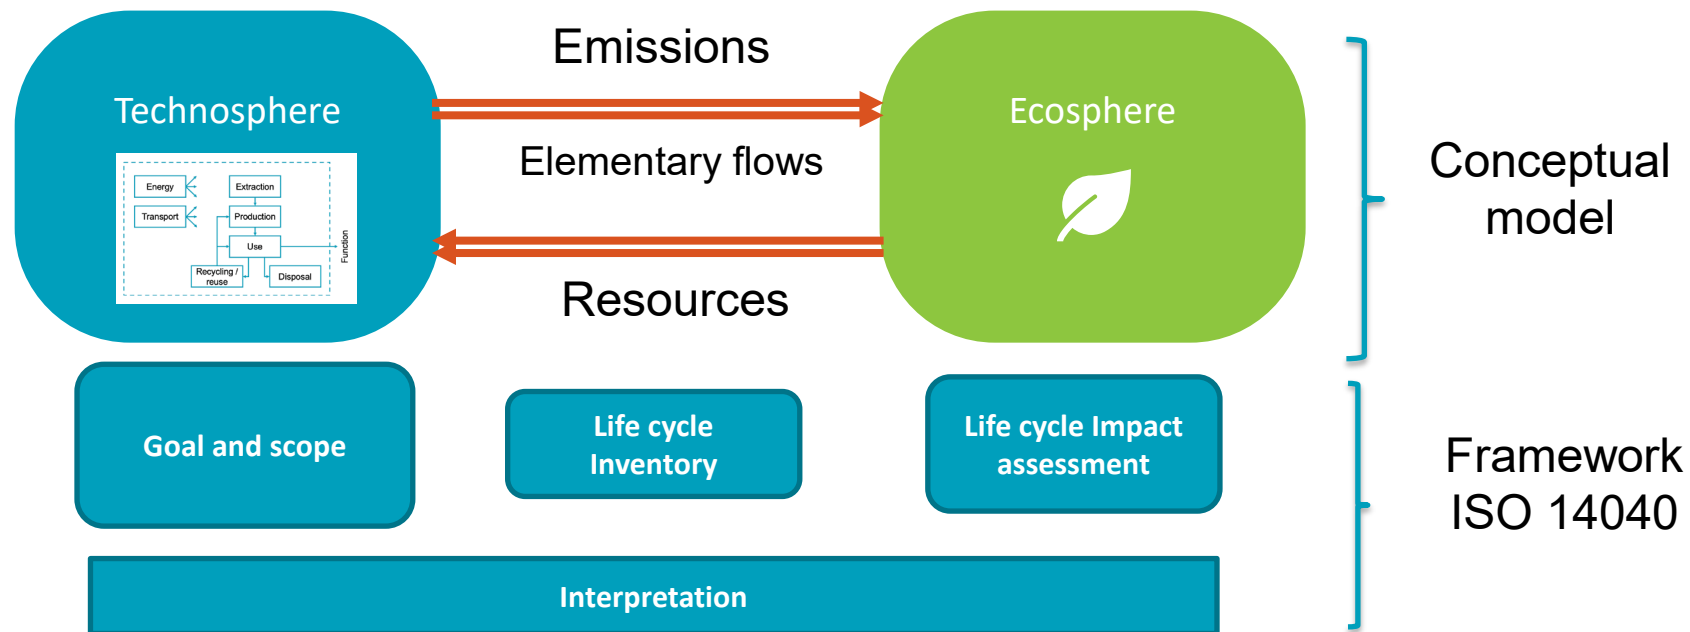 Emissions
Technosphere
Ecosphere
Elementary flows
Energy
Extraction
Transport
Production
Use
Function
Recycling /
reuse
Disposal
Resources
Conceptual
model
Goal and scope
Life cycle
Inventory
Life cycle Impact
assessment
Framework
ISO 14040
Interpretation